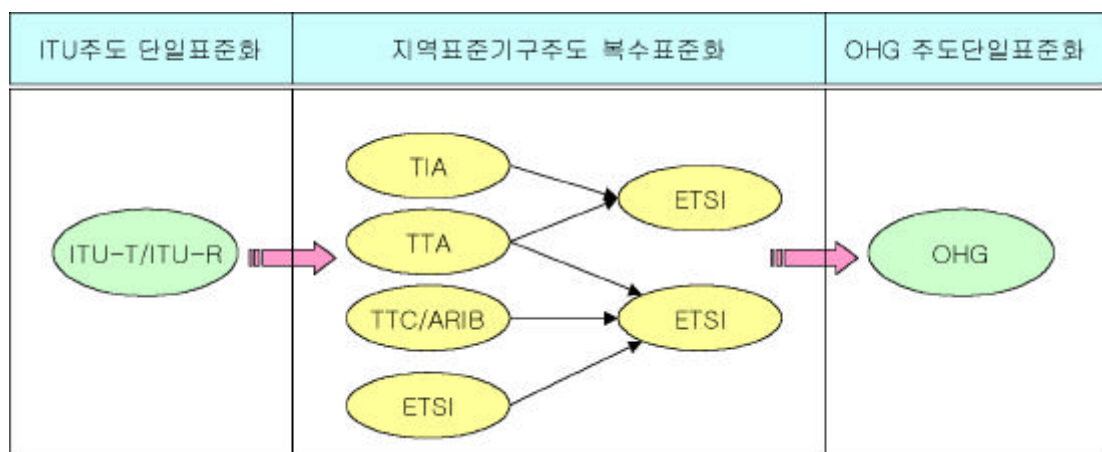 ITU주도 단일표준화
지역표준기구주도 복수표준화
OHG 주도단일표준화
ITU-T/ITU-R
TIA
TTA
TTC/ARIB
ETSI
ETSI
ETSI
OHG